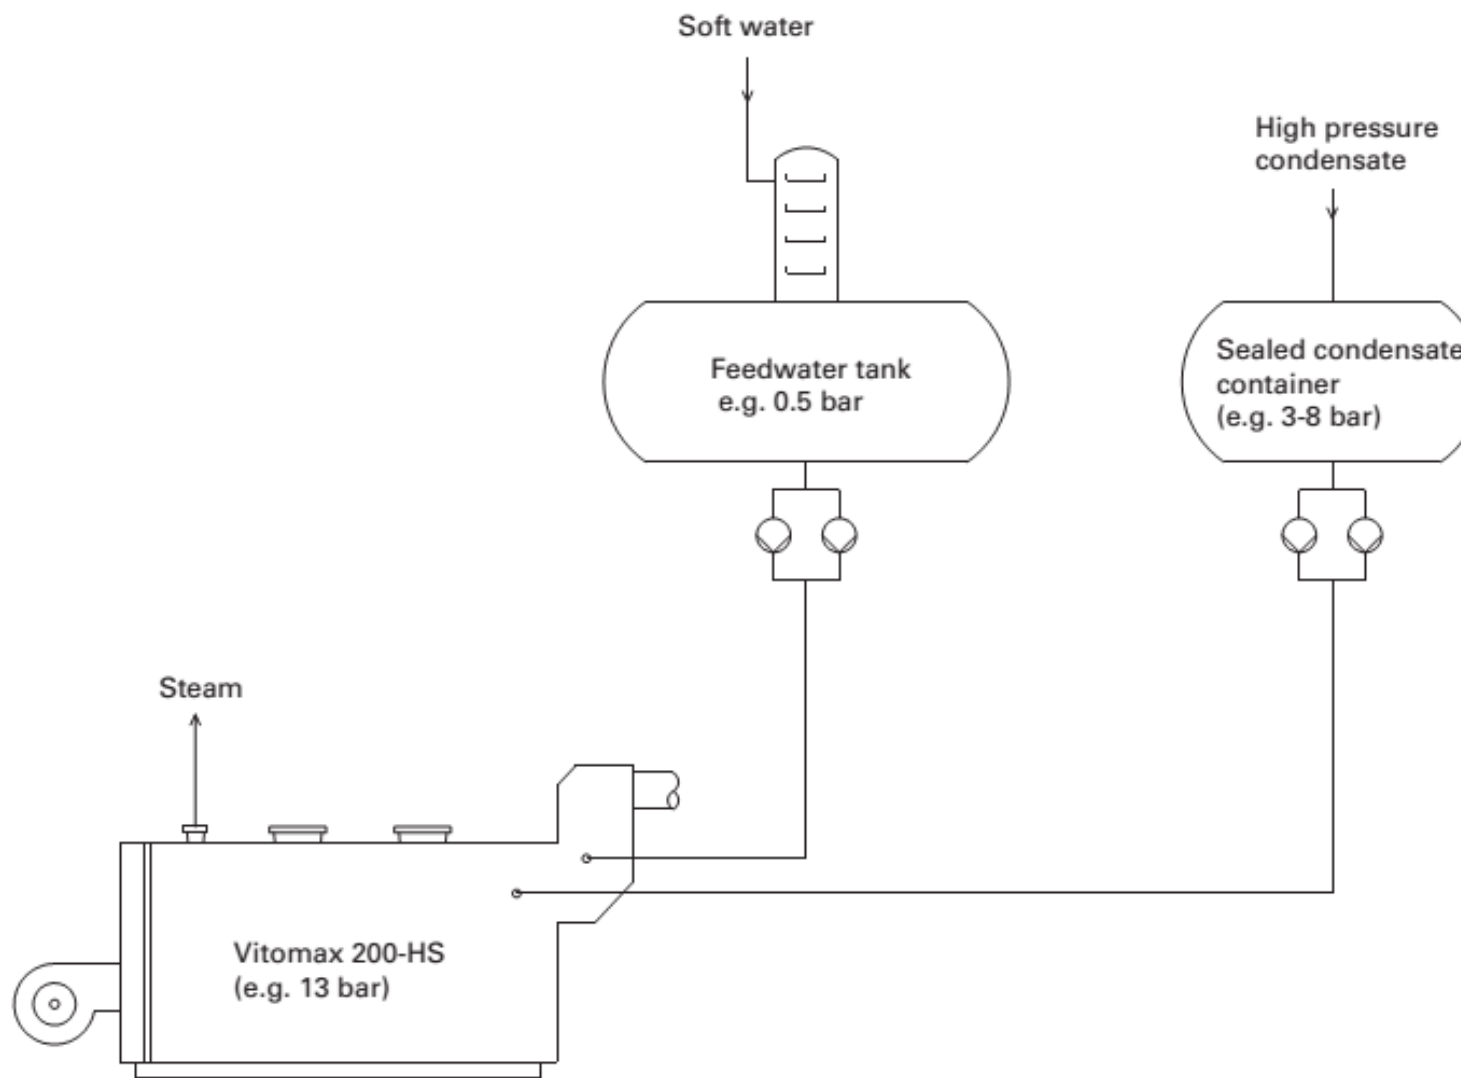 Soft water
High pressure
condensate
Feedwater tank
e.g. 0.5 bar
Sealed condensate
container
(e.g. 3-8 bar)
Steam
Vitomax 200-HS
(e.g. 13 bar)